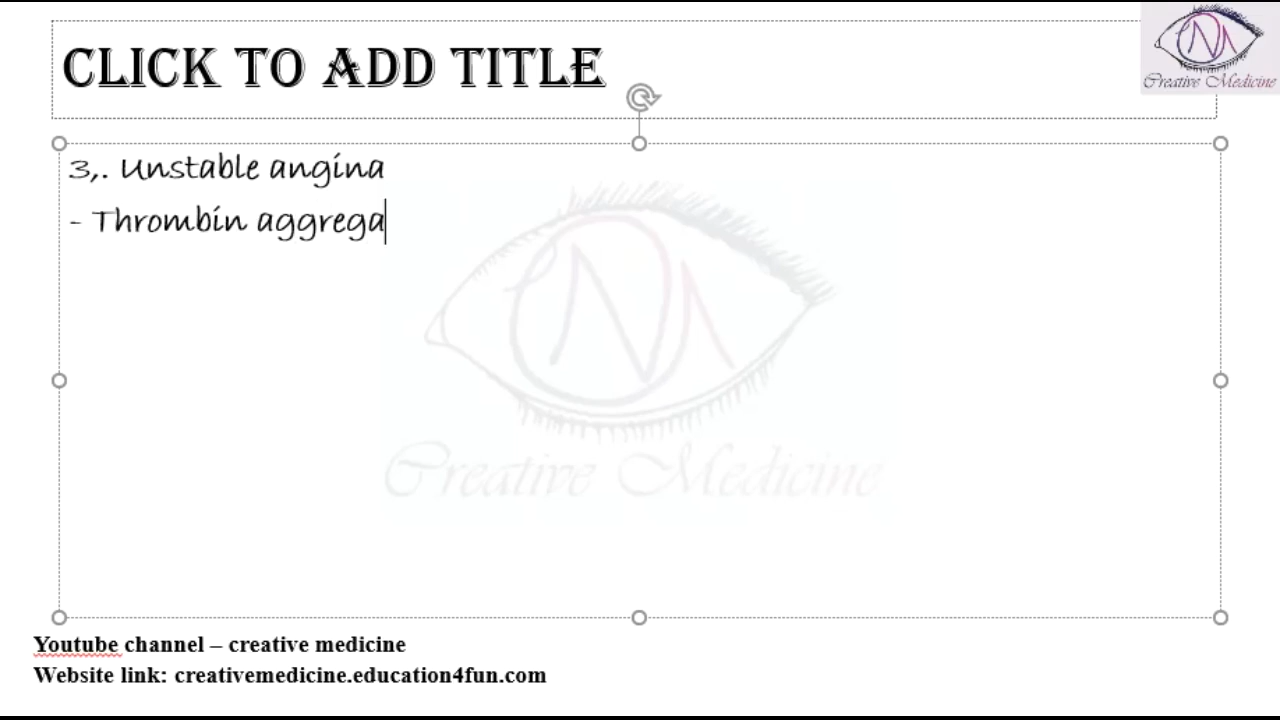 CLICK TO ADD TITLE
Creative Medicine
3,. Unstable angina
- Thrombin aggrega
Creative Medicine
Youtube channel – creative medicine
Website link: creativemedicine.education4fun.com